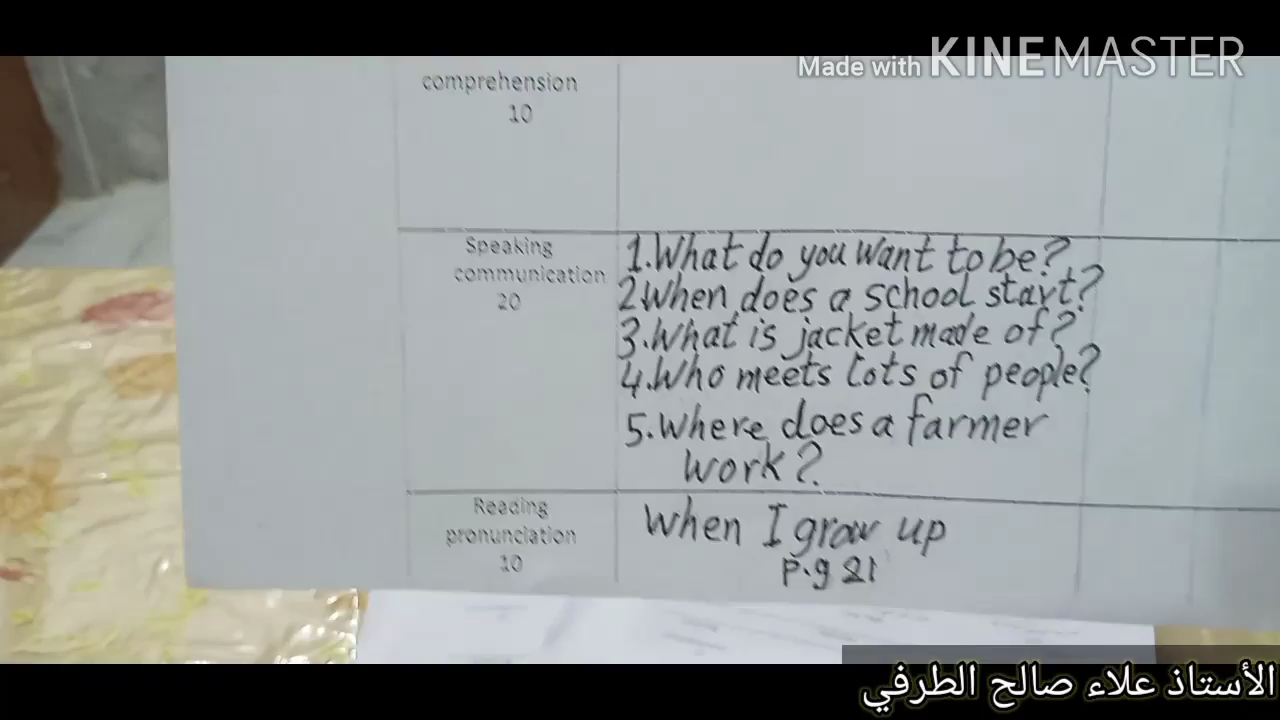 Made with KINEMASTER
comprehension
10
Speaking
communication
20
1.What do you want to be?
2.When does a school start?
3.What is jacket made of?
4.Who meets lots of people?
5.Where does a farmer
work?
Reading
pronunciation
10
When I grow up
P.g 21
الأستاذ علاء صالح الطرفي